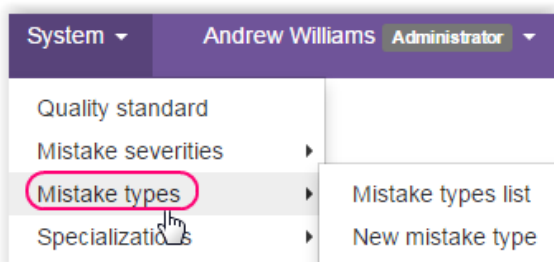 System Andrew Williams Administrator
Quality standard
Mistake severities
Mistake types Mistake types list
Specializations New mistake type